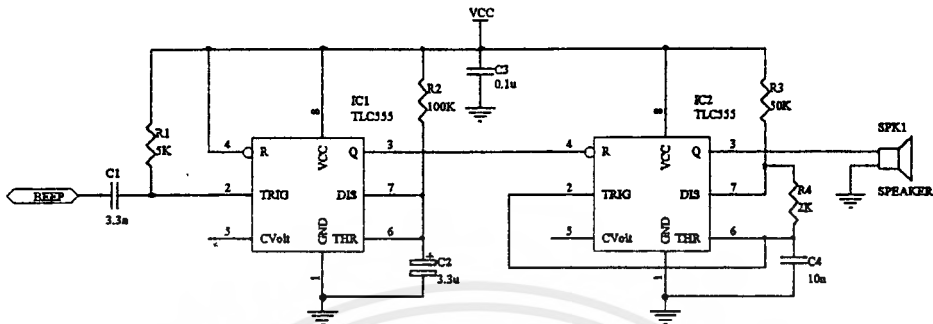 VCC
C3
0.1u
R2
100K
R3
50K
IC1
TLC555
IC2
TLC555
R1
5K
8
8
SPK1
SPEAKER
4
R
VCC
Q
3
4
R
VCC
Q
3
BEEP
C1
3.3n
2
TRIG
DIS
7
2
TRIG
DIS
7
R4
2K
5
CVolt
GND
THR
6
5
CVolt
GND
THR
6
1
C2
3.3u
1
C4
10n